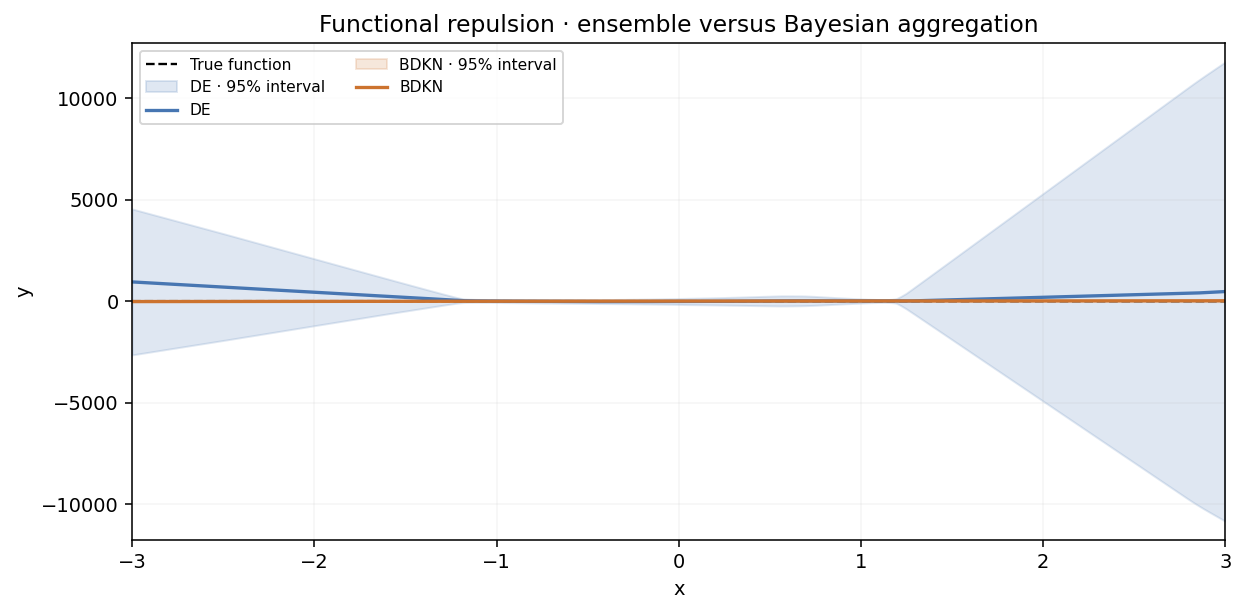 Functional repulsion · ensemble versus Bayesian aggregation
True function
DE · 95% interval
DE
BDKN · 95% interval
BDKN
10000
5000
0
−5000
−10000
y
−3
−2
−1
0
1
2
3
x